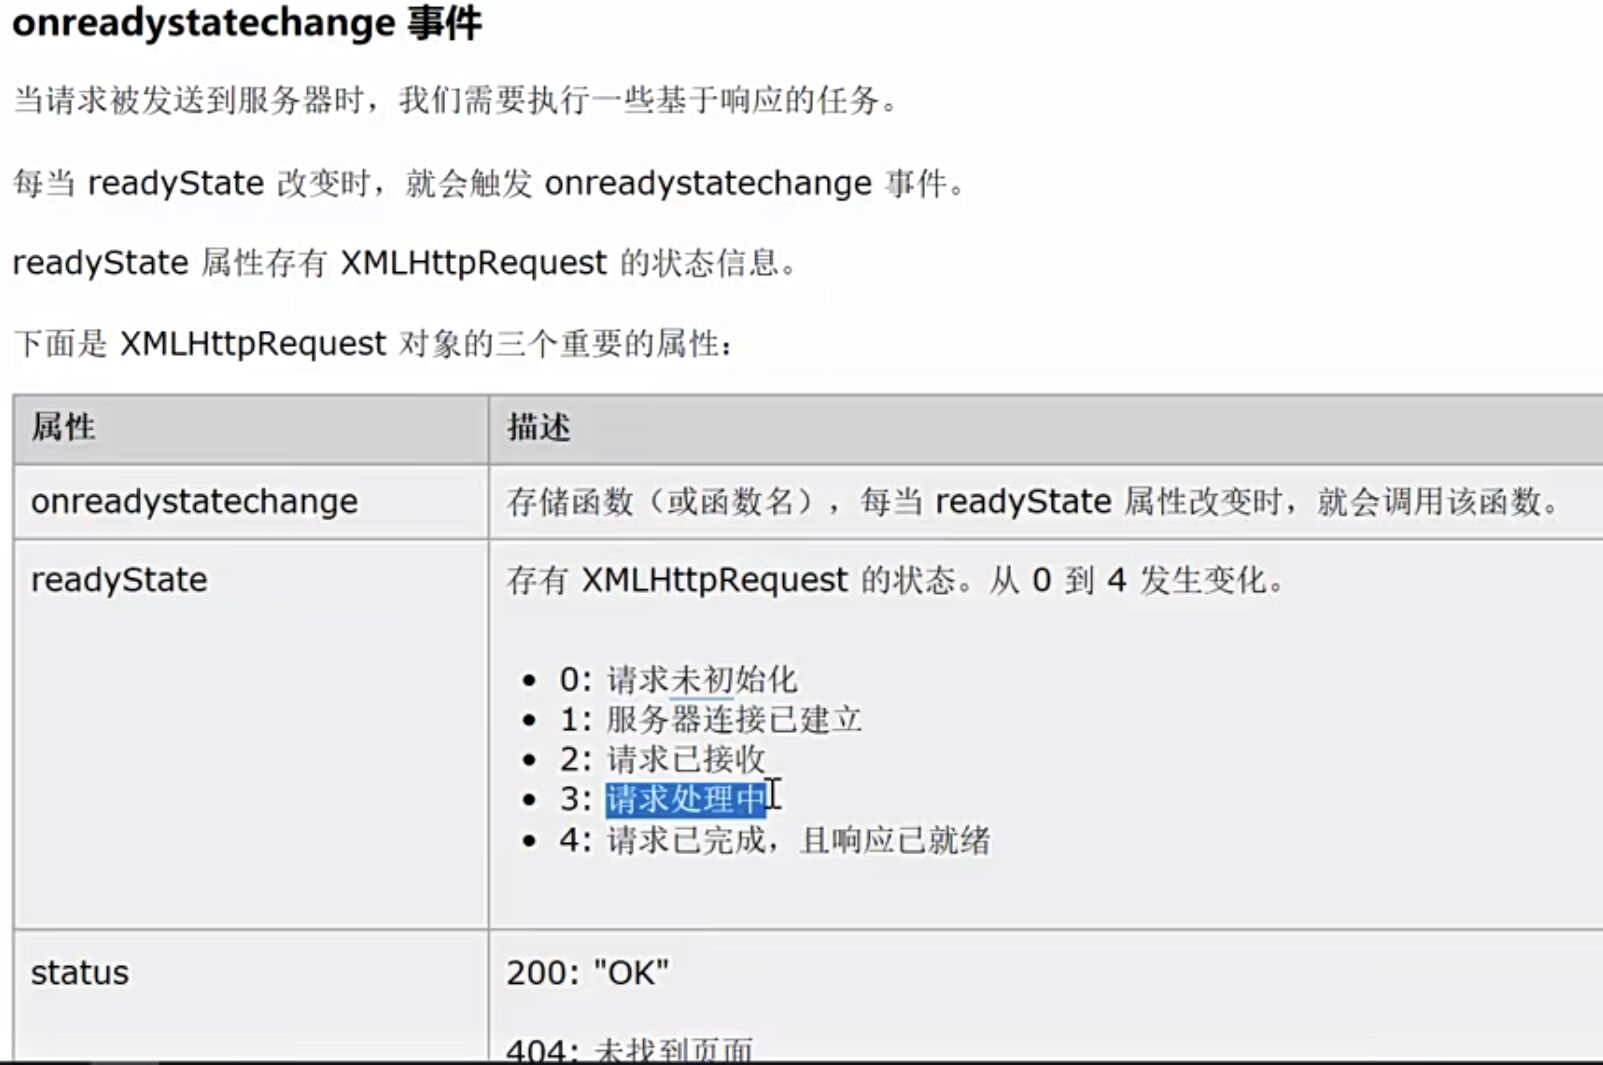 onreadystatechange 事件
当请求被发送到服务器时，我们需要执行一些基于响应的任务。
每当 readyState 改变时，就会触发 onreadystatechange 事件。
readyState 属性存有 XMLHttpRequest 的状态信息。
下面是 XMLHttpRequest 对象的三个重要的属性：
属性 描述
onreadystatechange 存储函数（或函数名），每当 readyState 属性改变时，就会调用该函数。
readyState 存有 XMLHttpRequest 的状态。从 0 到 4 发生变化。
• 0: 请求未初始化
• 1: 服务器连接已建立
• 2: 请求已接收
• 3: 请求处理中
• 4: 请求已完成，且响应已就绪
status 200: "OK"
404: 未找到页面